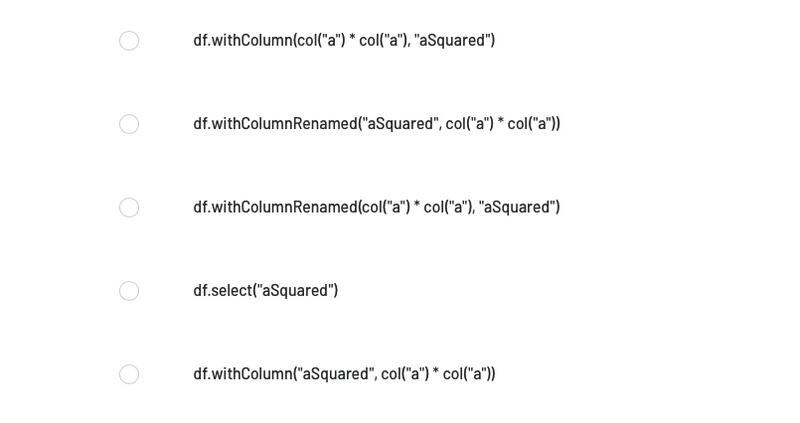 df.withColumn(col("a") * col("a"), "aSquared")
df.withColumnRenamed("aSquared", col("a") * col("a"))
df.withColumnRenamed(col("a") * col("a"), "aSquared")
df.select("aSquared")
df.withColumn("aSquared", col("a") * col("a"))